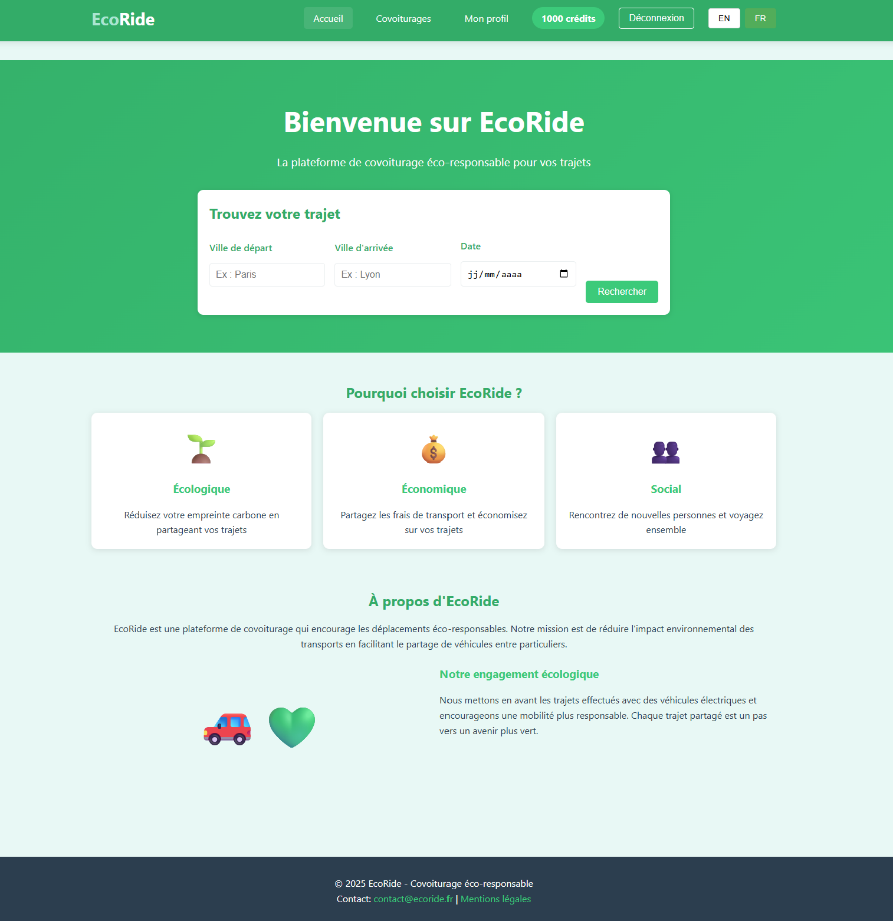 EcoRide
Accueil
Covoiturages
Mon profil
1000 crédits
Déconnexion
EN
FR
Bienvenue sur EcoRide
La plateforme de covoiturage éco-responsable pour vos trajets
Trouvez votre trajet
Ville de départ
Ville d'arrivée
Date
Ex : Paris
Ex : Lyon
jj/mm/aaaa
Rechercher
Pourquoi choisir EcoRide ?
Écologique
Réduisez votre empreinte carbone en
partageant vos trajets
Économique
Partagez les frais de transport et économisez
sur vos trajets
Social
Rencontrez de nouvelles personnes et voyagez
ensemble
À propos d'EcoRide
EcoRide est une plateforme de covoiturage qui encourage les déplacements éco-responsables. Notre mission est de réduire l'impact environnemental des
transports en facilitant le partage de véhicules entre particuliers.
Notre engagement écologique
Nous mettons en avant les trajets effectués avec des véhicules électriques et
encourageons une mobilité plus responsable. Chaque trajet partagé est un pas
vers un avenir plus vert.
© 2025 EcoRide - Covoiturage éco-responsable
Contact: contact@ecoride.fr | Mentions légales